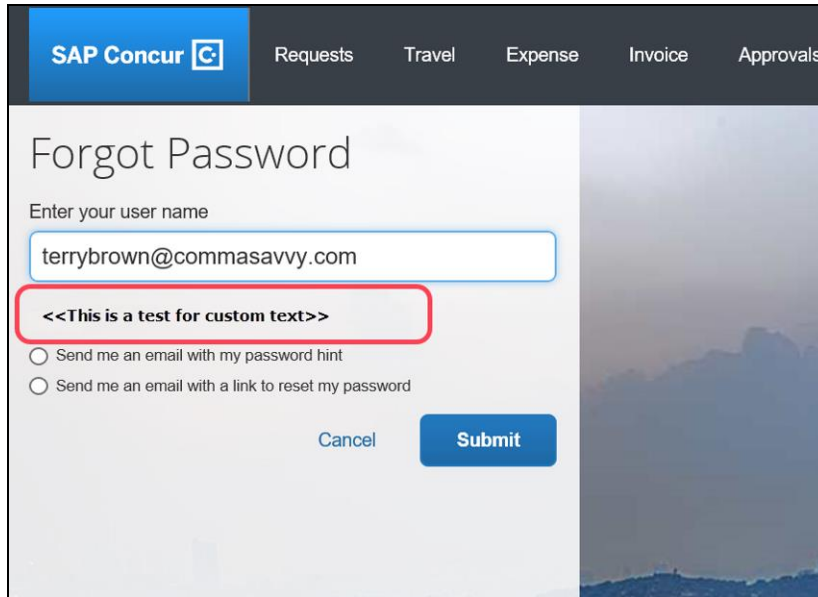 SAP Concur C Requests Travel Expense Invoice Approvals
Forgot Password
Enter your user name
terrybrown@commasavvy.com
<<This is a test for custom text>>
Send me an email with my password hint
Send me an email with a link to reset my password
Cancel Submit